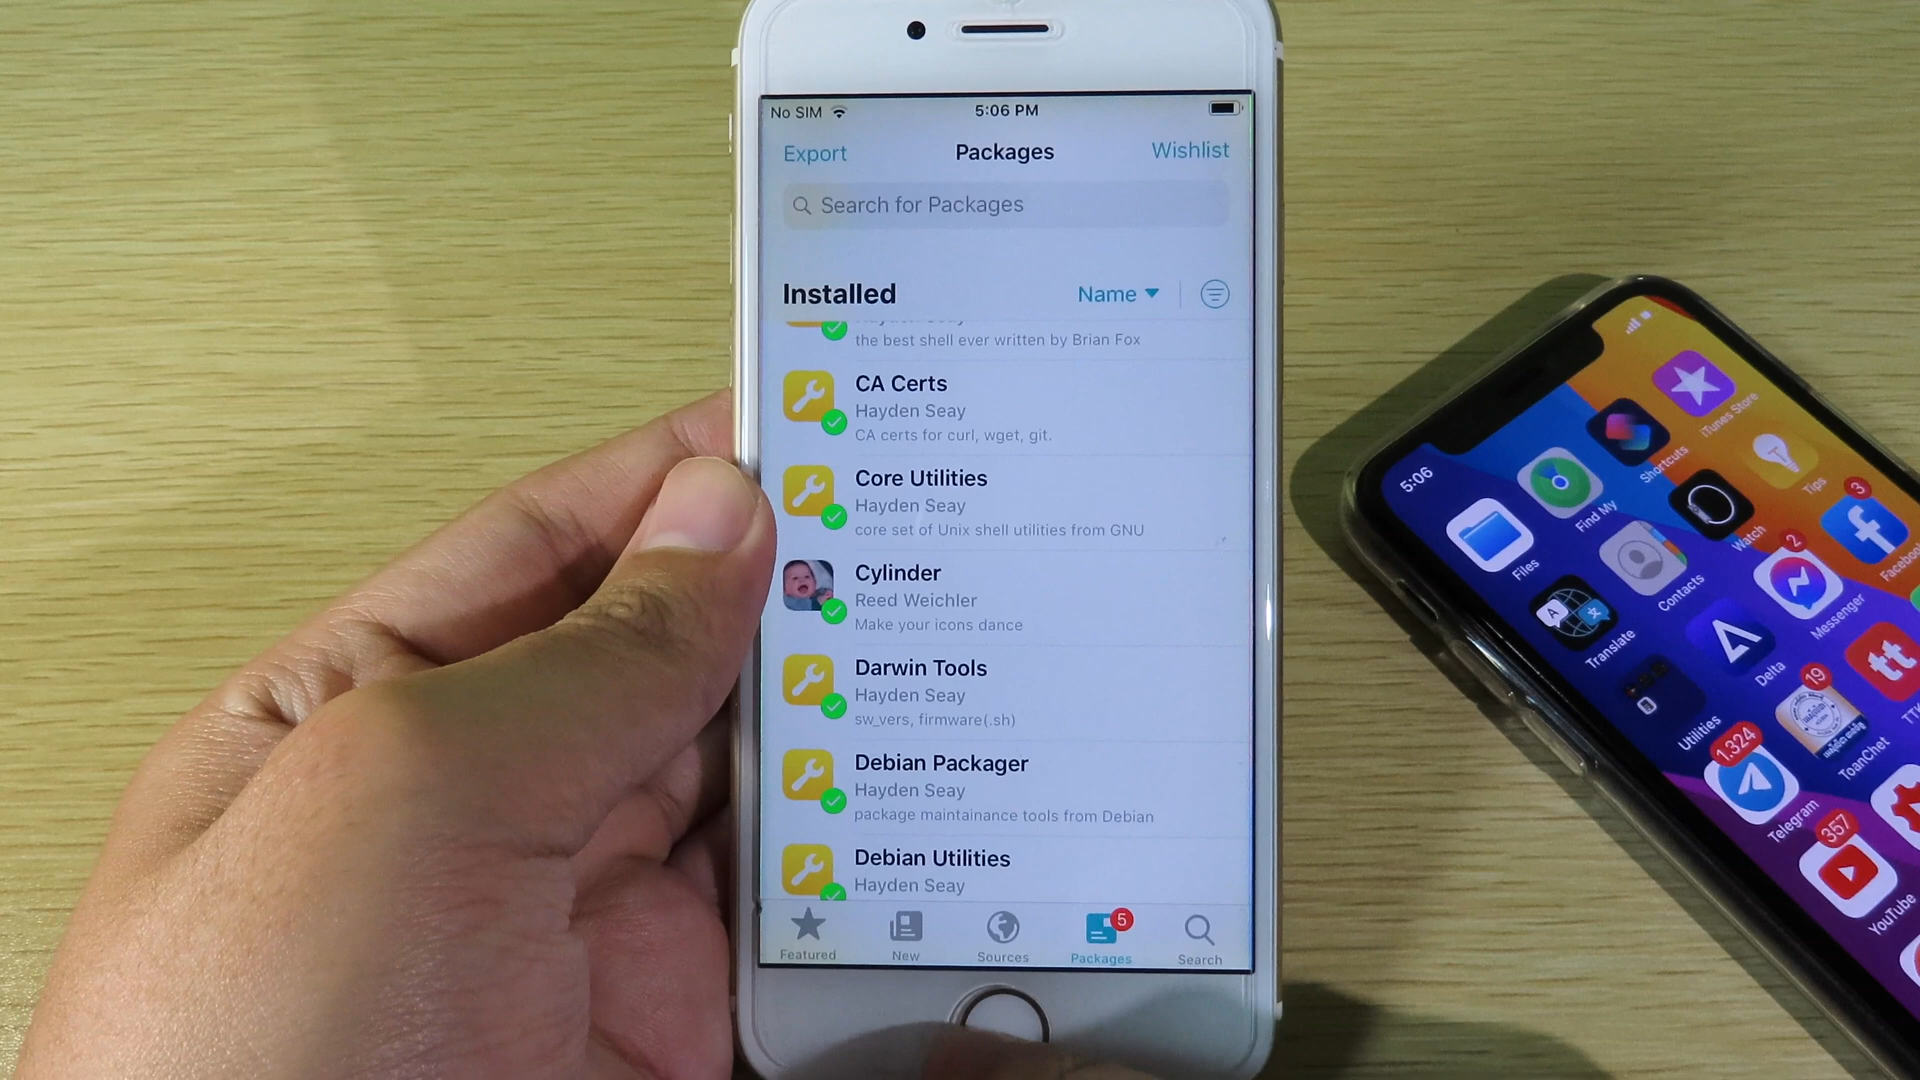 No SIM
5:06 PM
Export
Packages
Wishlist
Search for Packages
Installed
Name
Hayden Seay
the best shell ever written by Brian Fox
CA Certs
Hayden Seay
CA certs for curl, wget, git.
Core Utilities
Hayden Seay
core set of Unix shell utilities from GNU
Cylinder
Reed Weichler
Make your icons dance
Darwin Tools
Hayden Seay
sw_vers, firmware(.sh)
Debian Packager
Hayden Seay
package maintainance tools from Debian
Debian Utilities
Hayden Seay
Featured
New
Sources
5
Packages
Search
5:06
Files
Find My
Shortcuts
iTunes Store
Translate
Contacts
Watch
Tips
Utilities
Delta
2
Messenger
3
Facebook
1.324
Telegram
19
ToanChet
tt
357
YouTube